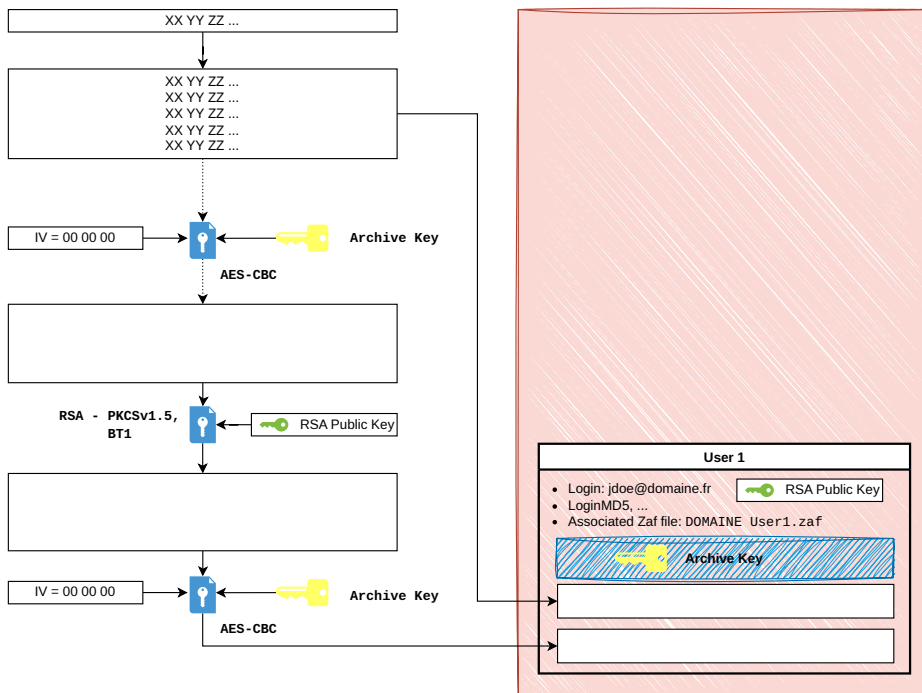 XX YY ZZ ...
XX YY ZZ ...
XX YY ZZ ...
XX YY ZZ ...
XX YY ZZ ...
XX YY ZZ ...
IV = 00 00 00
Archive Key
AES-CBC
RSA - PKCSv1.5,
BT1
RSA Public Key
IV = 00 00 00
Archive Key
AES-CBC
User 1
Login: jdoe@domaine.fr
RSA Public Key
LoginMD5, ...
Associated Zaf file: DOMAINE_User1.zaf
Archive Key